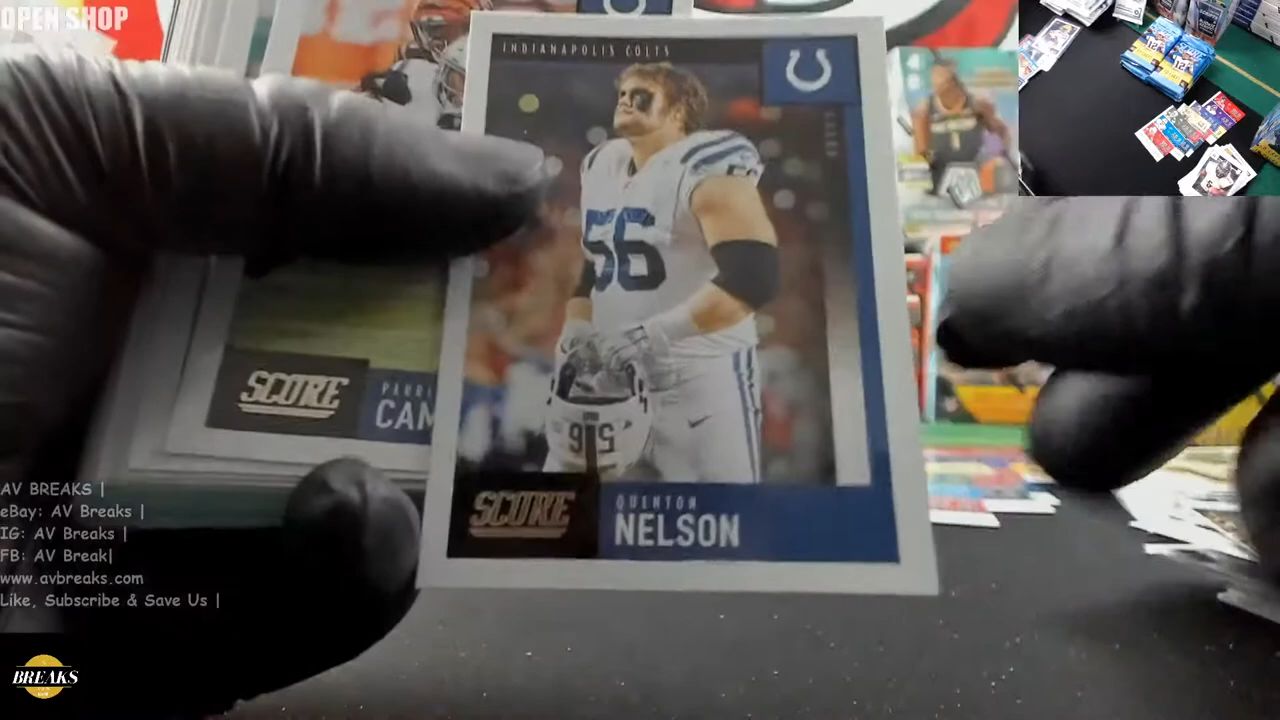 OPEN SHOP
INDIANAPOLIS COLTS
56
SCORE
QUENTON
NELSON
SCORE
CAM
AV BREAKS |
eBay: AV Breaks |
IG: AV Breaks |
FB: AV Break|
www.avbreaks.com
Like, Subscribe & Save Us |
BREAKS